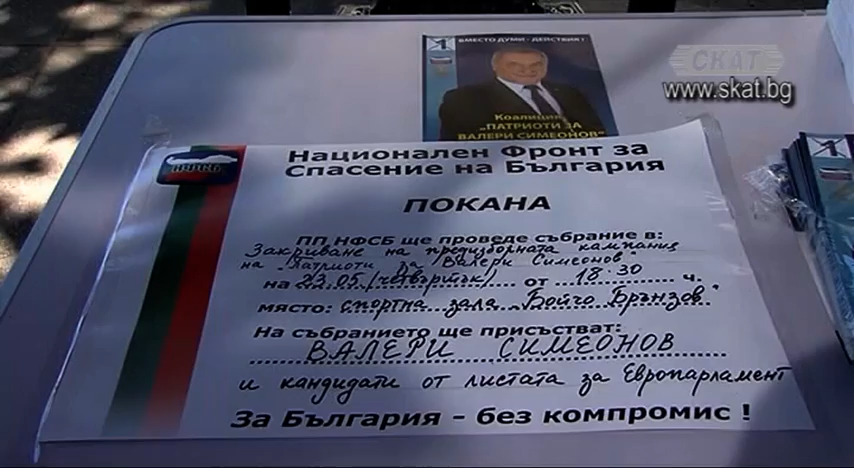 1
ВМЕСТО ДУМИ - ДЕЙСТВИЯ !
Коалиция
„ПАТРИОТИ ЗА
ВАЛЕРИ СИМЕОНОВ"
СКАТ
www.skat.bg
НФСБ
Национален Фронт за
Спасение на България
ПОКАНА
ПП НФСБ ще проведе събрание в:
Закриване на предизборната кампания
на "Патриоти за Валери Симеонов"
на 23.05 /четвъртък/ от 18.30 ч.
място: спортна зала „Бойчо Брънзов"
На събранието ще присъстват:
ВАЛЕРИ СИМЕОНОВ
и кандидати от листата за Европарламент
За България - без компромис !
1